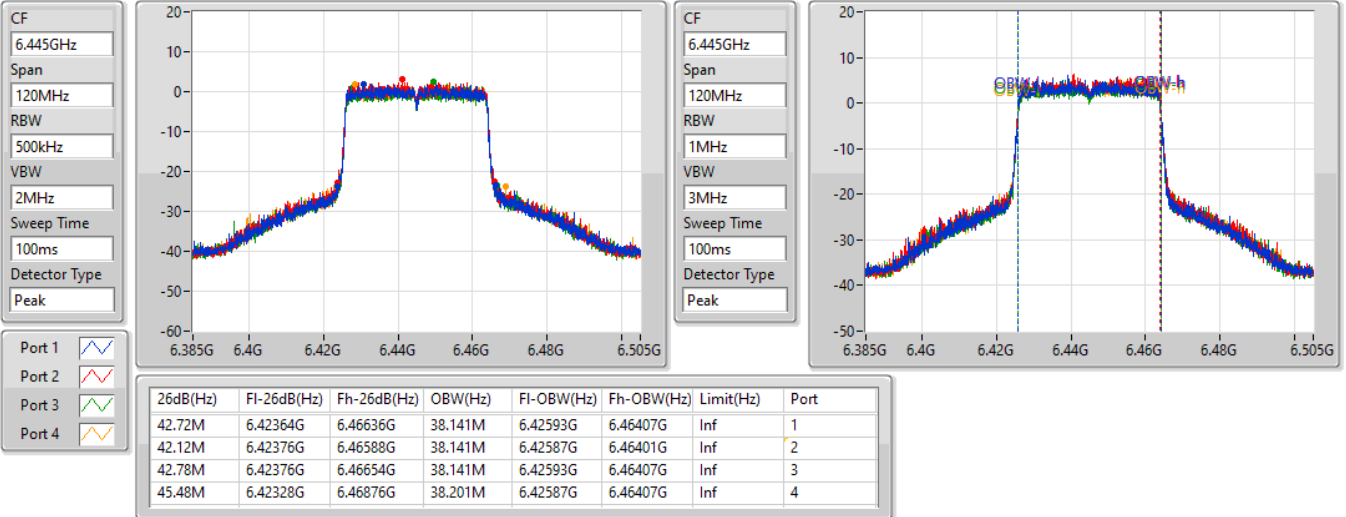 CF
6.445GHz
Span
120MHz
RBW
500kHz
VBW
2MHz
Sweep Time
100ms
Detector Type
Peak
20
10
0
-10
-20
-30
-40
-50
-60
6.385G 6.4G 6.42G 6.44G 6.46G 6.48G 6.505G
CF
6.445GHz
Span
120MHz
RBW
1MHz
VBW
3MHz
Sweep Time
100ms
Detector Type
Peak
20
10
0
-10
-20
-30
-40
-50
OBW-h
6.385G 6.4G 6.42G 6.44G 6.46G 6.48G 6.505G
Port 1
Port 2
Port 3
Port 4
26dB(Hz) Fl-26dB(Hz) Fh-26dB(Hz) OBW(Hz) Fl-OBW(Hz) Fh-OBW(Hz) Limit(Hz) Port
42.72M 6.42364G 6.46636G 38.141M 6.42593G 6.46407G Inf 1
42.12M 6.42376G 6.46588G 38.141M 6.42587G 6.46401G Inf 2
42.78M 6.42376G 6.46654G 38.141M 6.42593G 6.46407G Inf 3
45.48M 6.42328G 6.46876G 38.201M 6.42587G 6.46407G Inf 4